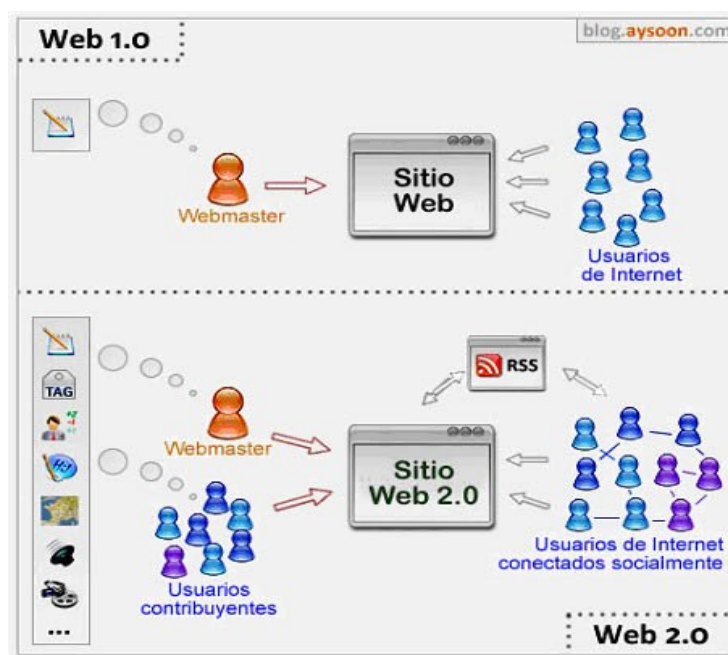 Web 1.0
blog.aysoon.com
Webmaster
Sitio
Web
Usuarios
de Internet
TAG
RSS
Webmaster
Sitio
Web 2.0
Usuarios
contribuyentes
Usuarios de Internet
conectados socialmente
...
Web 2.0